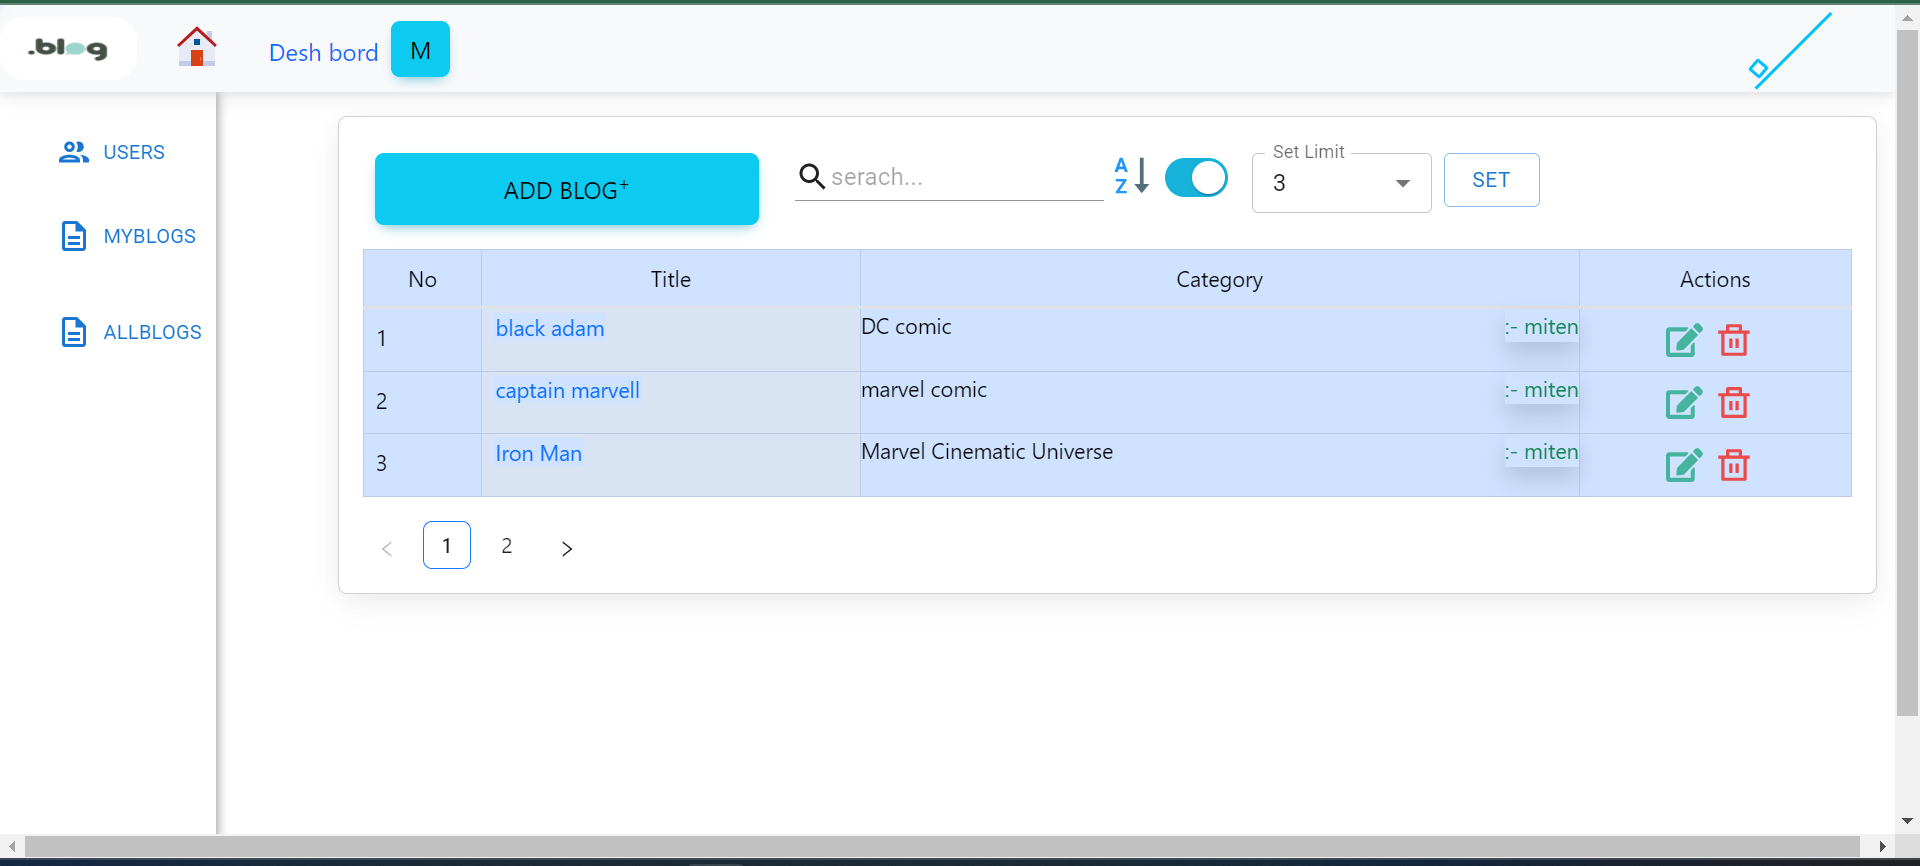 .blog
Desh bord M
USERS
MYBLOGS
ALLBLOGS
ADD BLOG+
serach...
A
Z
Set Limit
3
SET
No Title Category Actions
1 black adam DC comic :- miten
2 captain marvell marvel comic :- miten
3 Iron Man Marvel Cinematic Universe :- miten
< 1 2 >